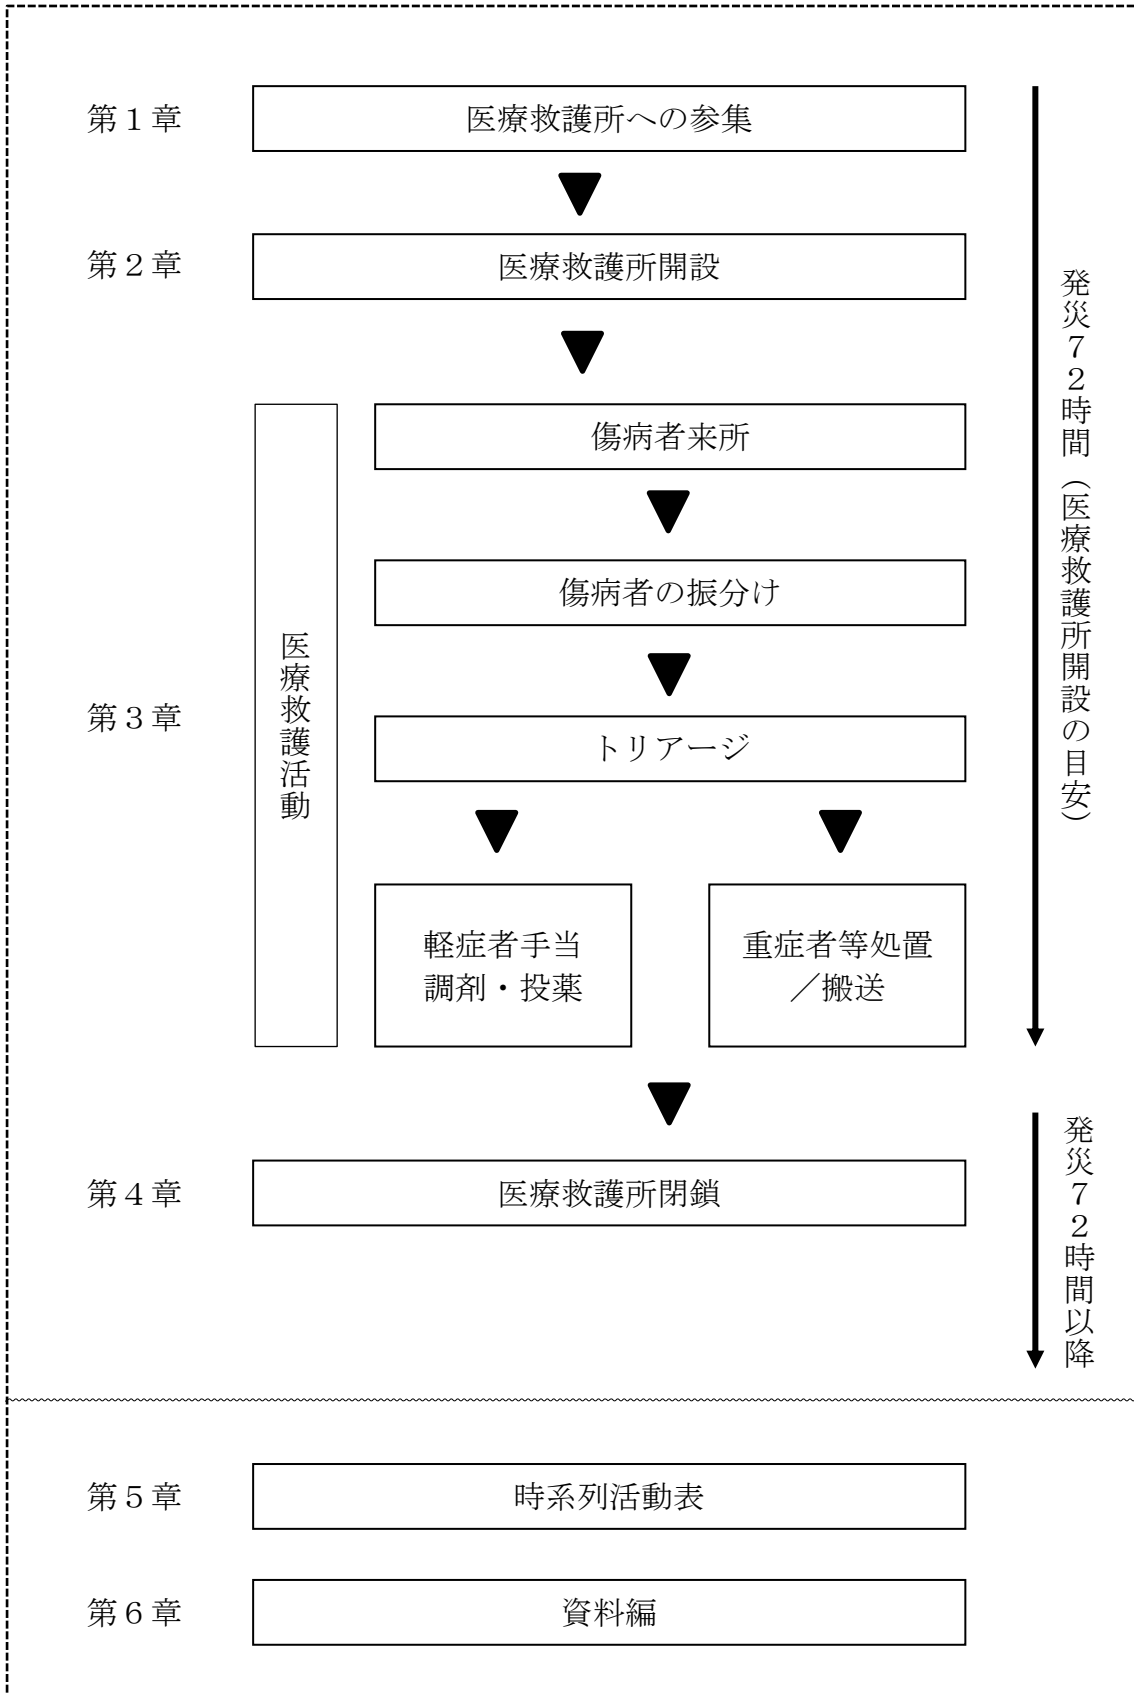 第１章
医療救護所への参集
第２章
医療救護所開設
第３章
医療救護活動
傷病者来所
傷病者の振分け
トリアージ
軽症者手当
調剤・投薬
重症者等処置
／搬送
第４章
医療救護所閉鎖
発災７２時間（医療救護所開設の目安）
発災７２時間以降
第５章
時系列活動表
第６章
資料編